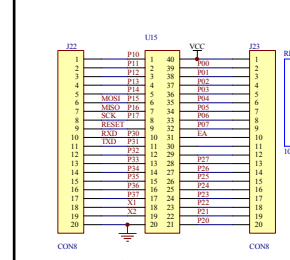 U15
J22
VCC
J23
1 P10 1 40 1
2 P11 2 39 P00 2
3 P12 3 38 P01 3
4 P13 4 37 P02 4
5 P14 5 36 P03 5
6 MOSI P15 6 35 P04 6
7 MISO P16 7 34 P05 7
8 SCK P17 8 33 P06 8
9 RESET 9 32 P07 9
10 RXD P30 10 31 EA 10
11 TXD P31 11 30 11
12 P32 12 29 12
13 P33 13 28 P27 13
14 P34 14 27 P26 14
15 P35 15 26 P25 15
16 P36 16 25 P24 16
17 P37 17 24 P23 17
18 X1 18 23 P22 18
19 X2 19 22 P21 19
20 20 21 P20 20
CON8
CON8